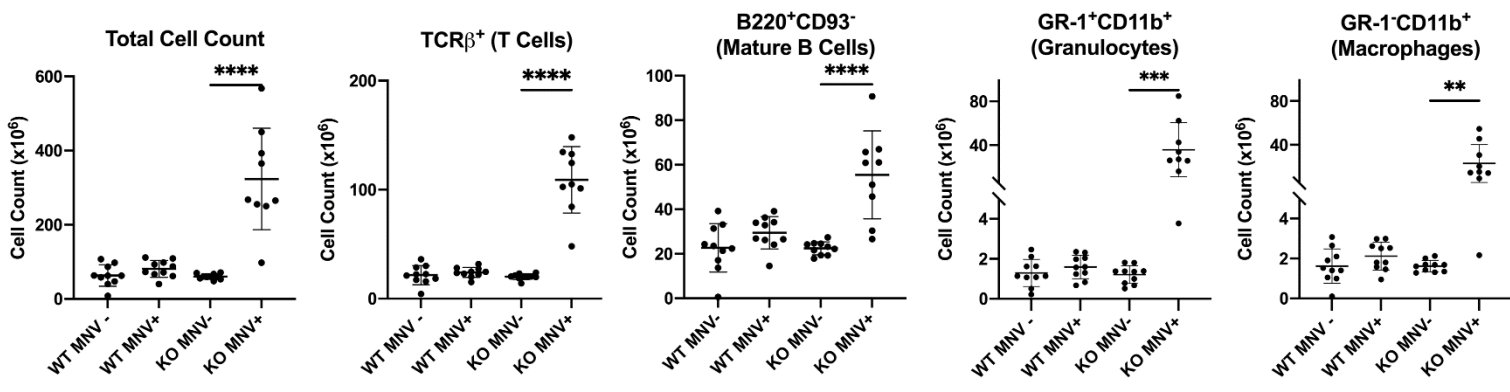 Total Cell Count
Cell Count (x10⁶)
600
400
200
0
****
WT MNV -
WT MNV+
KO MNV-
KO MNV+
TCRβ⁺ (T Cells)
Cell Count (x10⁶)
200
100
0
****
WT MNV -
WT MNV+
KO MNV-
KO MNV+
B220⁺CD93⁻
(Mature B Cells)
Cell Count (x10⁶)
100
80
60
40
20
0
****
WT MNV -
WT MNV+
KO MNV-
KO MNV+
GR-1⁺CD11b⁺
(Granulocytes)
Cell Count (x10⁶)
80
40
4
2
0
***
WT MNV -
WT MNV+
KO MNV-
KO MNV+
GR-1⁻CD11b⁺
(Macrophages)
Cell Count (x10⁶)
80
40
4
2
0
**
WT MNV -
WT MNV+
KO MNV-
KO MNV+